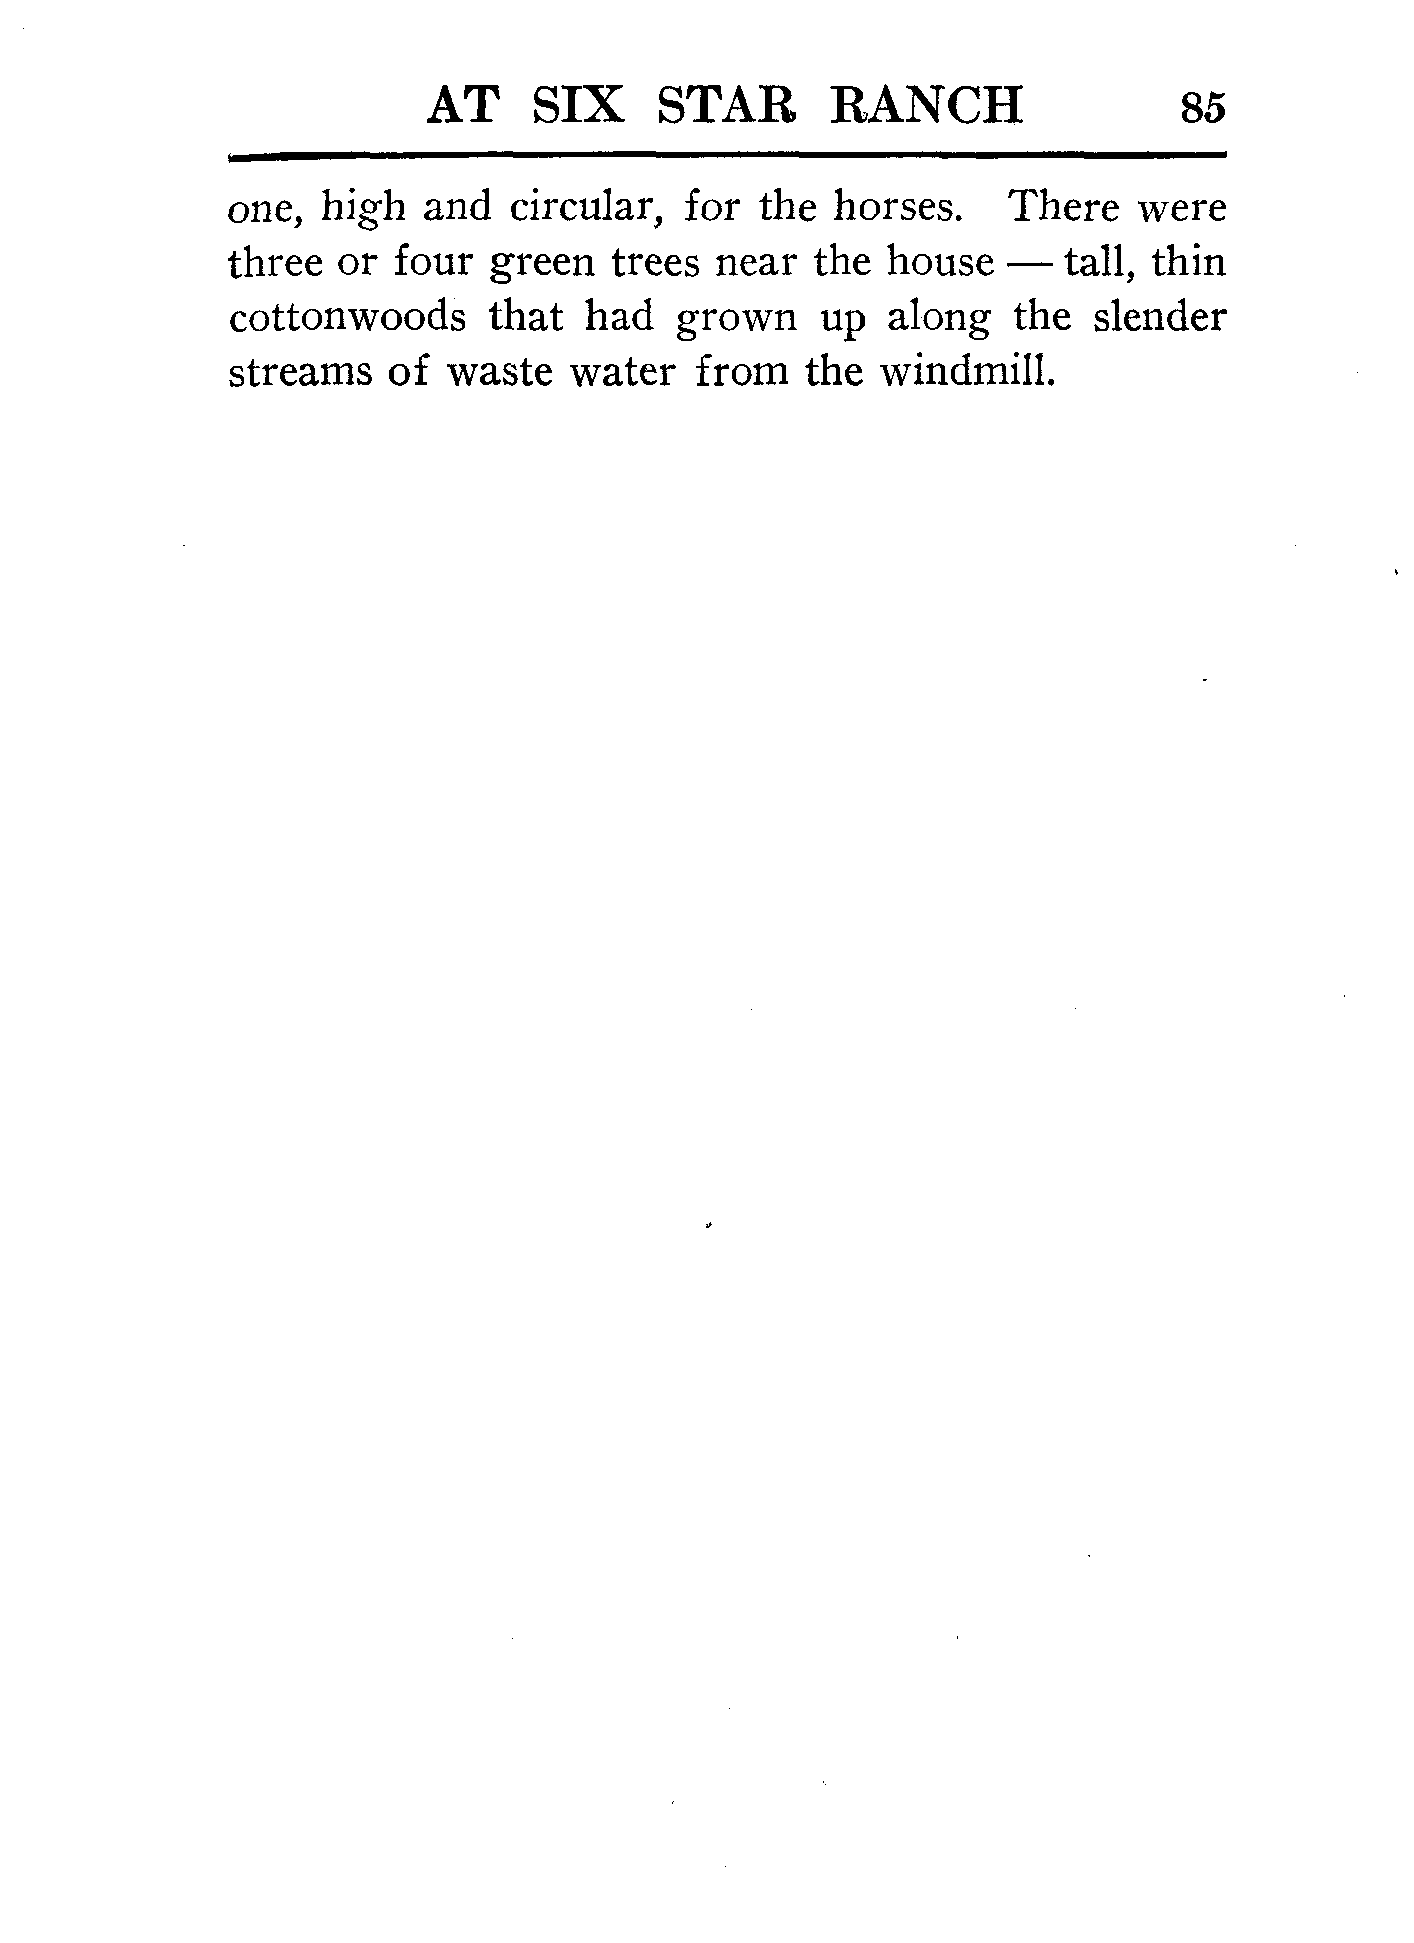 AT SIX STAR RANCH 85
one, high and circular, for the horses. There were
three or four green trees near the house — tall, thin
cottonwoods that had grown up along the slender
streams of waste water from the windmill.